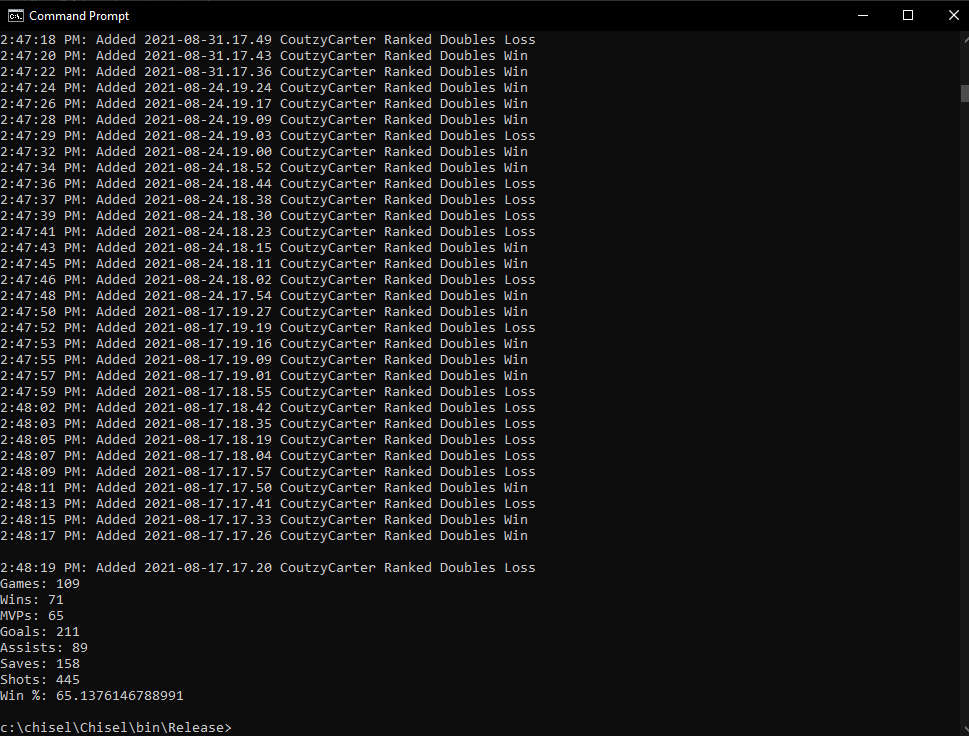 Command Prompt
2:47:18 PM: Added 2021-08-31.17.49 CoutzyCarter Ranked Doubles Loss
2:47:20 PM: Added 2021-08-31.17.43 CoutzyCarter Ranked Doubles Win
2:47:22 PM: Added 2021-08-31.17.36 CoutzyCarter Ranked Doubles Win
2:47:24 PM: Added 2021-08-24.19.24 CoutzyCarter Ranked Doubles Win
2:47:26 PM: Added 2021-08-24.19.17 CoutzyCarter Ranked Doubles Win
2:47:28 PM: Added 2021-08-24.19.09 CoutzyCarter Ranked Doubles Win
2:47:29 PM: Added 2021-08-24.19.03 CoutzyCarter Ranked Doubles Loss
2:47:32 PM: Added 2021-08-24.19.00 CoutzyCarter Ranked Doubles Win
2:47:34 PM: Added 2021-08-24.18.52 CoutzyCarter Ranked Doubles Win
2:47:36 PM: Added 2021-08-24.18.44 CoutzyCarter Ranked Doubles Loss
2:47:37 PM: Added 2021-08-24.18.38 CoutzyCarter Ranked Doubles Loss
2:47:39 PM: Added 2021-08-24.18.30 CoutzyCarter Ranked Doubles Loss
2:47:41 PM: Added 2021-08-24.18.23 CoutzyCarter Ranked Doubles Loss
2:47:43 PM: Added 2021-08-24.18.15 CoutzyCarter Ranked Doubles Win
2:47:45 PM: Added 2021-08-24.18.11 CoutzyCarter Ranked Doubles Win
2:47:46 PM: Added 2021-08-24.18.02 CoutzyCarter Ranked Doubles Loss
2:47:48 PM: Added 2021-08-24.17.54 CoutzyCarter Ranked Doubles Win
2:47:50 PM: Added 2021-08-17.19.27 CoutzyCarter Ranked Doubles Win
2:47:52 PM: Added 2021-08-17.19.19 CoutzyCarter Ranked Doubles Loss
2:47:53 PM: Added 2021-08-17.19.16 CoutzyCarter Ranked Doubles Win
2:47:55 PM: Added 2021-08-17.19.09 CoutzyCarter Ranked Doubles Win
2:47:57 PM: Added 2021-08-17.19.01 CoutzyCarter Ranked Doubles Win
2:47:59 PM: Added 2021-08-17.18.55 CoutzyCarter Ranked Doubles Loss
2:48:02 PM: Added 2021-08-17.18.42 CoutzyCarter Ranked Doubles Loss
2:48:03 PM: Added 2021-08-17.18.35 CoutzyCarter Ranked Doubles Loss
2:48:05 PM: Added 2021-08-17.18.19 CoutzyCarter Ranked Doubles Loss
2:48:07 PM: Added 2021-08-17.18.04 CoutzyCarter Ranked Doubles Loss
2:48:09 PM: Added 2021-08-17.17.57 CoutzyCarter Ranked Doubles Loss
2:48:11 PM: Added 2021-08-17.17.50 CoutzyCarter Ranked Doubles Win
2:48:13 PM: Added 2021-08-17.17.41 CoutzyCarter Ranked Doubles Loss
2:48:15 PM: Added 2021-08-17.17.33 CoutzyCarter Ranked Doubles Win
2:48:17 PM: Added 2021-08-17.17.26 CoutzyCarter Ranked Doubles Win
2:48:19 PM: Added 2021-08-17.17.20 CoutzyCarter Ranked Doubles Loss
Games: 109
Wins: 71
MVPs: 65
Goals: 211
Assists: 89
Saves: 158
Shots: 445
Win %: 65.1376146788991
c:\chisel\Chisel\bin\Release>